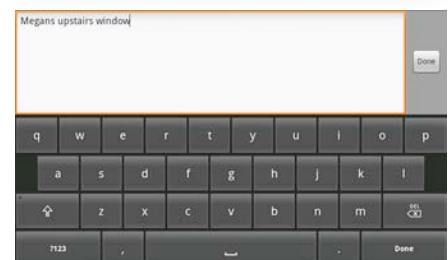 Megans upstairs window
Done
q w e r t y u i o p
a s d f g h j k l
z x c v b n m DEL
?123 , . Done